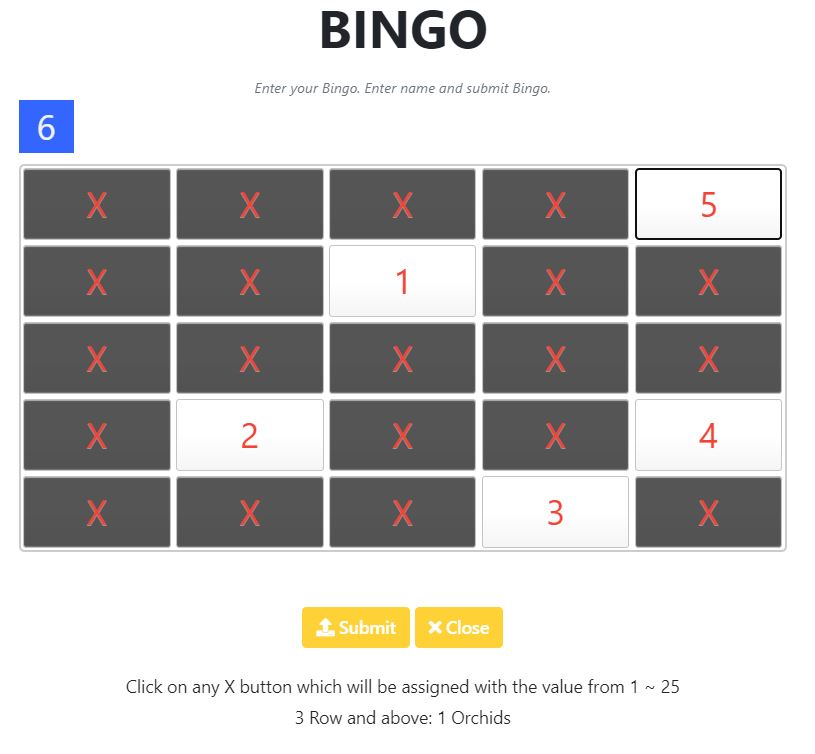 BINGO
Enter your Bingo. Enter name and submit Bingo.
6
X X X X 5
X X 1 X X
X X X X X
X 2 X X 4
X X X 3 X
Submit Close
Click on any X button which will be assigned with the value from 1 ~ 25
3 Row and above: 1 Orchids